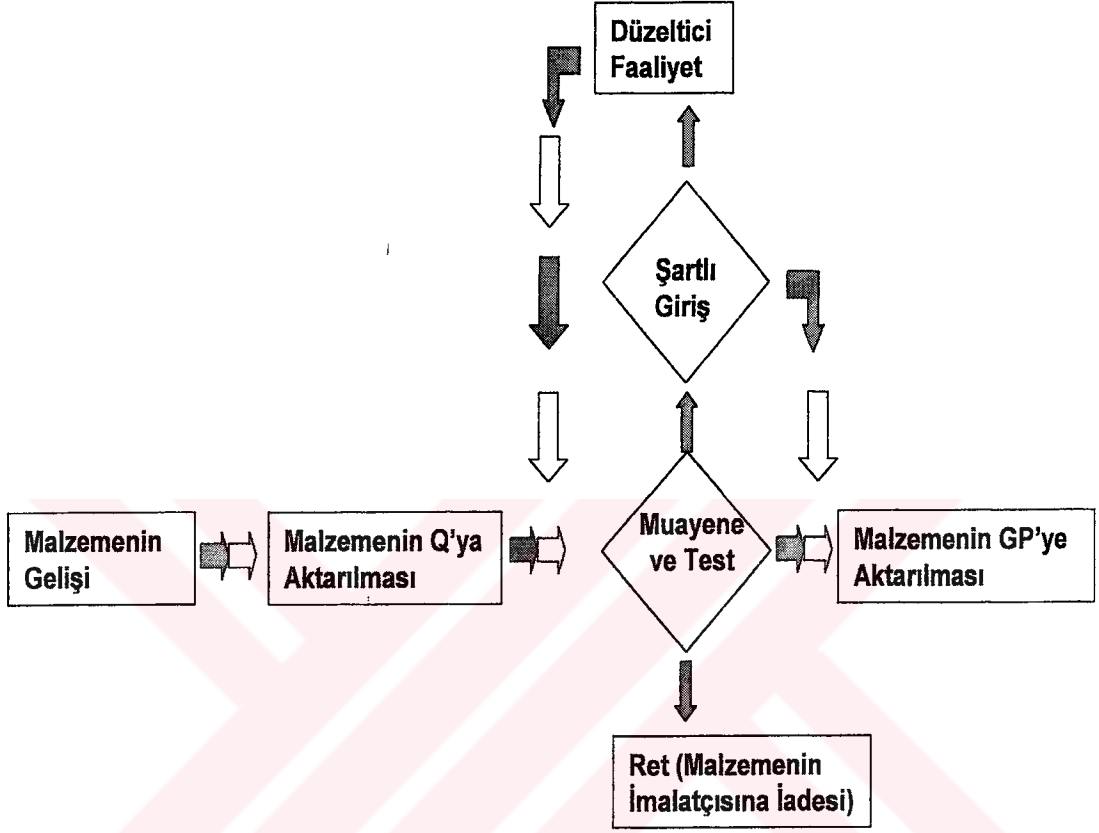 Düzeltici
Faaliyet
Şartlı
Giriş
Malzemenin
Gelişi
Malzemenin Q'ya
Aktarılması
Muayene
ve Test
Malzemenin GP'ye
Aktarılması
Ret (Malzemenin
İmalatçısına İadesi)